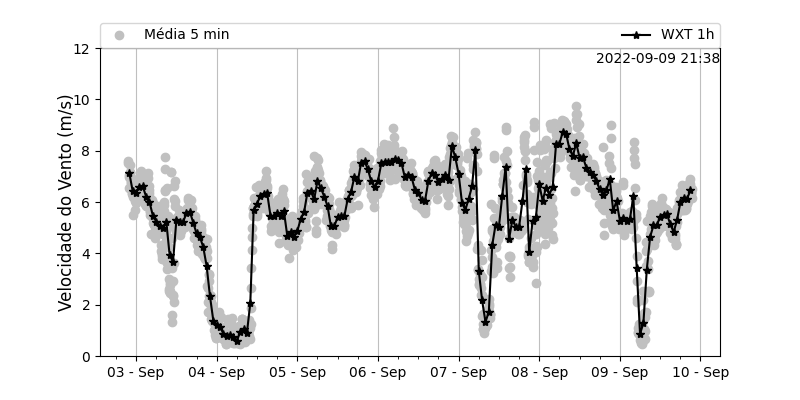 Média 5 min
WXT 1h
2022-09-09 21:38
Velocidade do Vento (m/s)
12
10
8
6
4
2
0
03 - Sep
04 - Sep
05 - Sep
06 - Sep
07 - Sep
08 - Sep
09 - Sep
10 - Sep